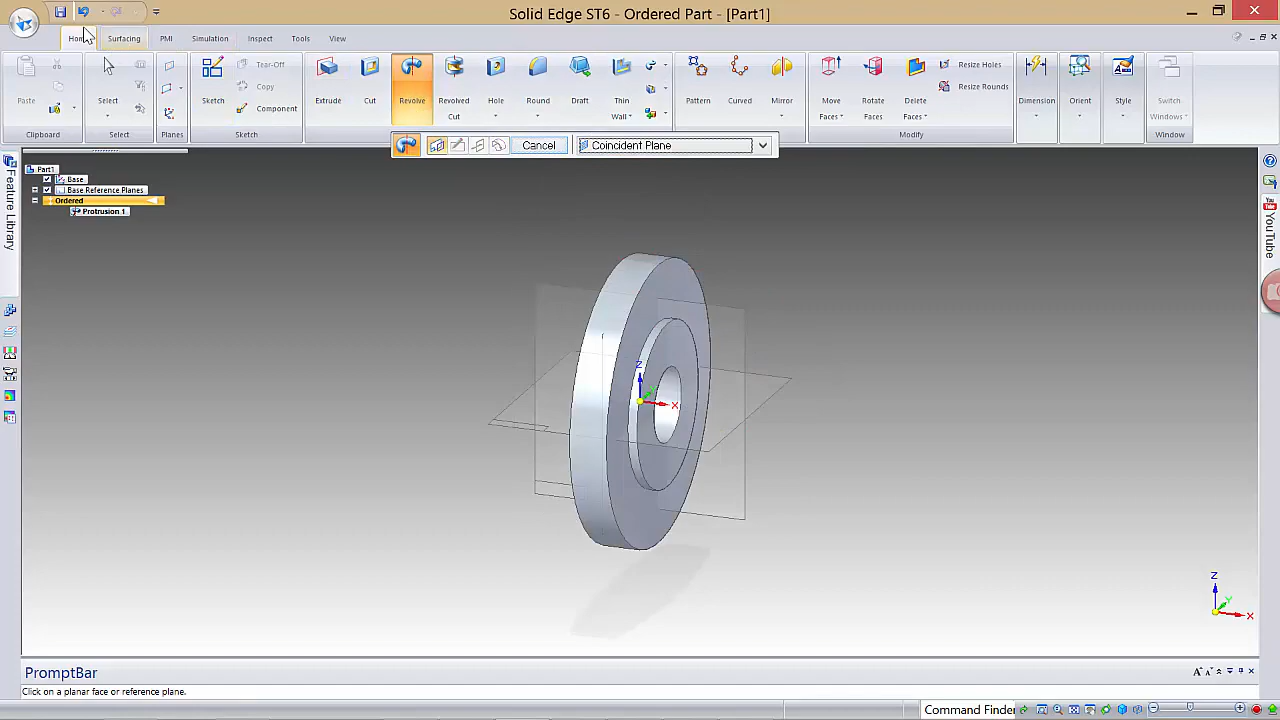 Solid Edge ST6 - Ordered Part - [Part1]
Surfacing PMI Simulation Inspect Tools View
Paste
Clipboard
Select
Select
Planes
Sketch
Tear-Off
Copy
Component
Sketch
Extrude
Cut
Revolve
Revolved Cut
Hole
Round
Draft
Thin Wall
Pattern
Curved
Mirror
Move Faces
Rotate Faces
Delete Faces
Resize Holes
Resize Rounds
Modify
Dimension
Orient
Style
Switch Windows
Window
Cancel
Coincident Plane
Part1
Base
Base Reference Planes
Ordered
Protrusion 1
Feature Library
YouTube
You
Z
Y
X
Z
Y
X
PromptBar
Click on a planar face or reference plane.
Command Finder